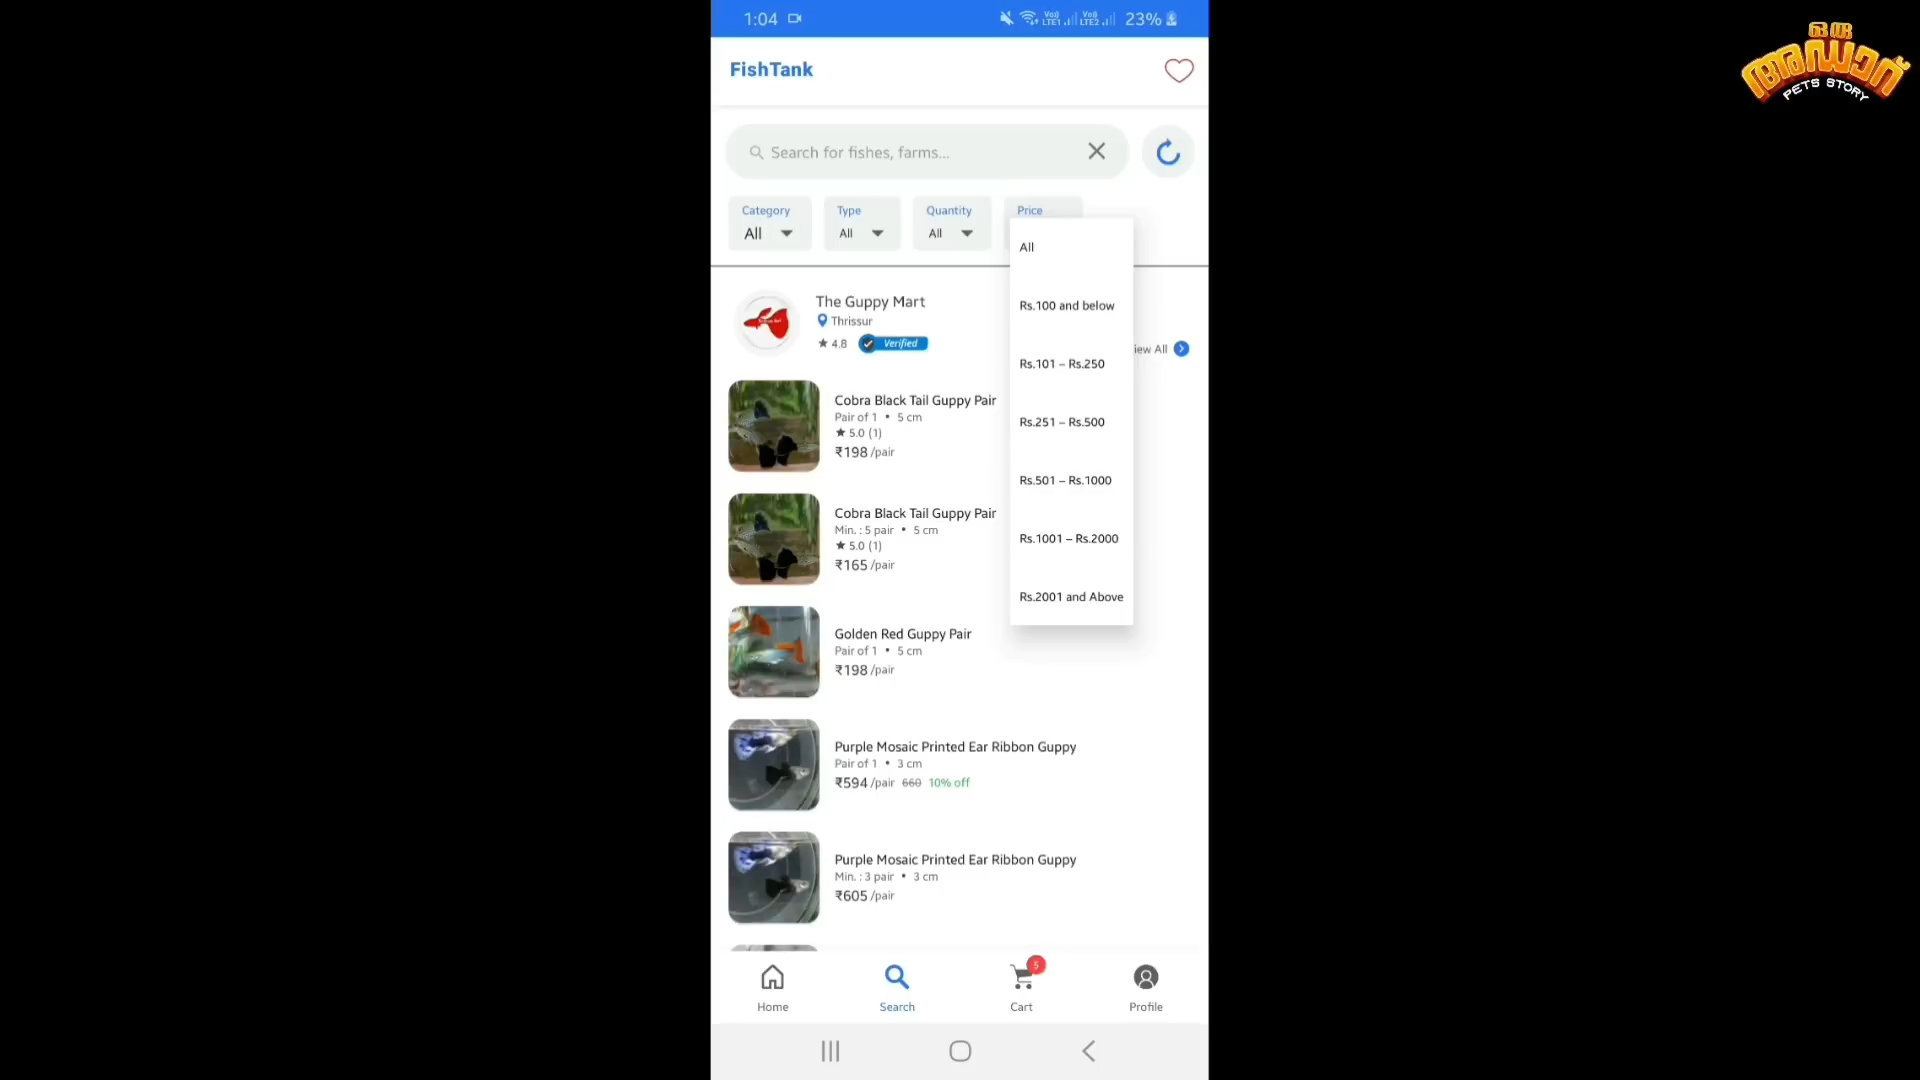 1:04
Vo)) LTE1 Vo)) LTE2 23%
ഒരു
അഡാറ്
PETS STORY
FishTank
Search for fishes, farms...
Category Type Quantity Price
All All All
All
Rs.100 and below
Rs.101 – Rs.250
Rs.251 – Rs.500
Rs.501 – Rs.1000
Rs.1001 – Rs.2000
Rs.2001 and Above
The Guppy Mart
Thrissur
4.8 Verified
iew All
Cobra Black Tail Guppy Pair
Pair of 1 • 5 cm
★ 5.0 (1)
₹198 /pair
Cobra Black Tail Guppy Pair
Min. : 5 pair • 5 cm
★ 5.0 (1)
₹165 /pair
Golden Red Guppy Pair
Pair of 1 • 5 cm
₹198 /pair
Purple Mosaic Printed Ear Ribbon Guppy
Pair of 1 • 3 cm
₹594 /pair 660 10% off
Purple Mosaic Printed Ear Ribbon Guppy
Min. : 3 pair • 3 cm
₹605 /pair
5
Home Search Cart Profile